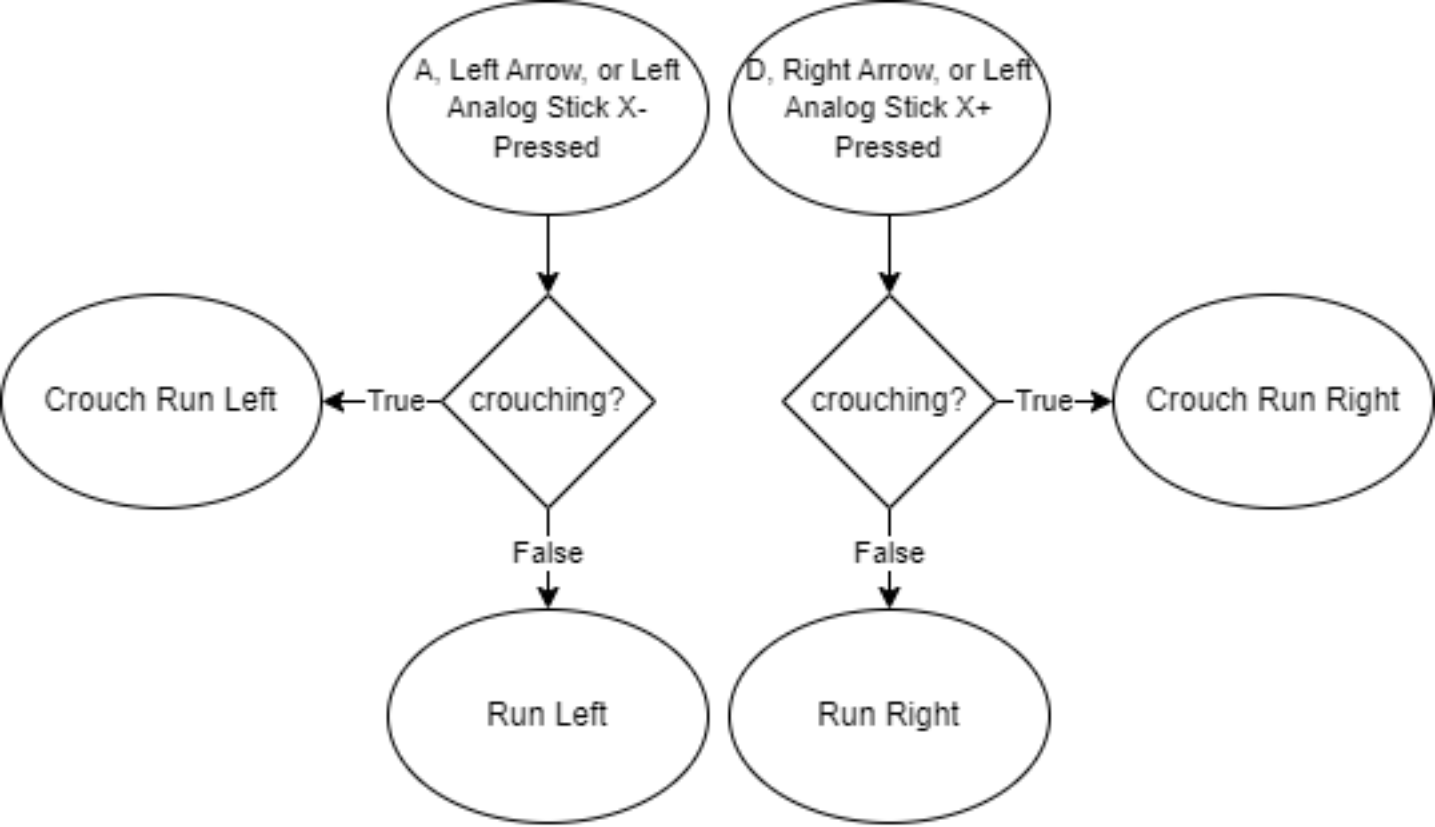 A, Left Arrow, or Left
Analog Stick X-
Pressed
D, Right Arrow, or Left
Analog Stick X+
Pressed
Crouch Run Left
True
crouching?
crouching?
True
Crouch Run Right
False
False
Run Left
Run Right